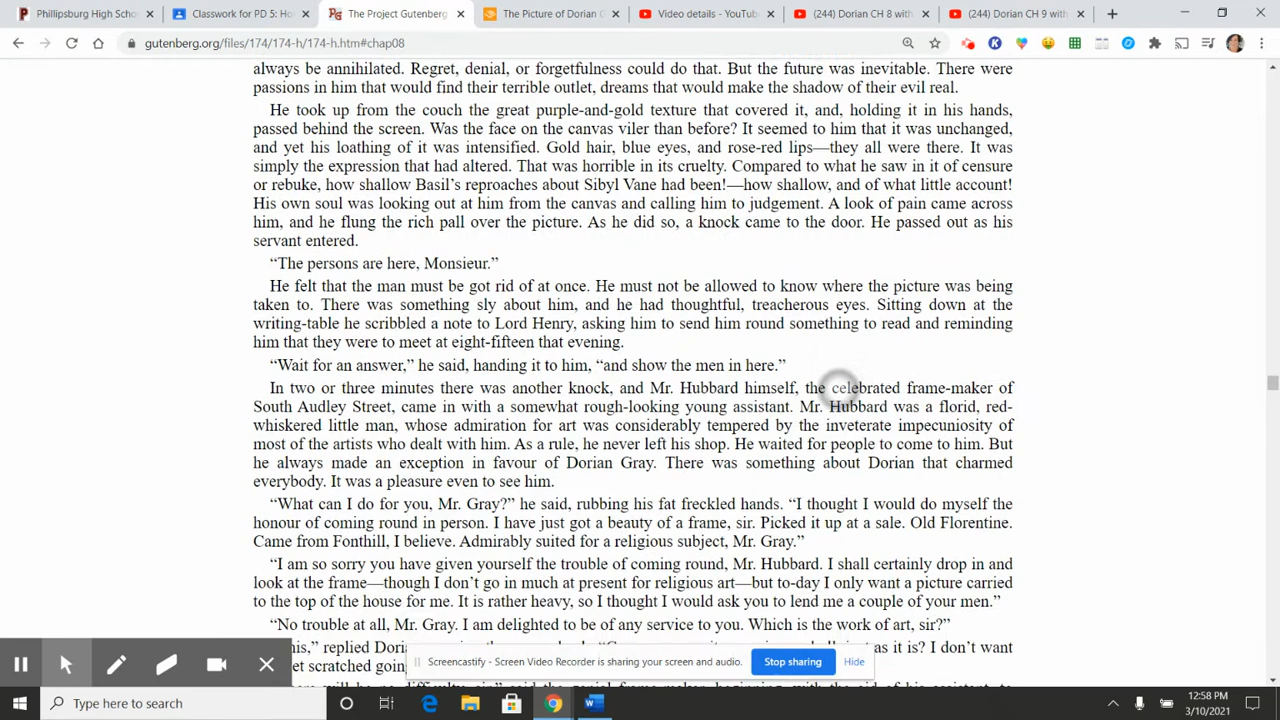 Phillipsburg High Scho
Classwork for PD 5: Ho
The Project Gutenberg
The Picture of Dorian G
Video details - YouTub
(244) Dorian CH 8 with
(244) Dorian CH 9 with
gutenberg.org/files/174/174-h/174-h.htm#chap08
always be annihilated. Regret, denial, or forgetfulness could do that. But the future was inevitable. There were
passions in him that would find their terrible outlet, dreams that would make the shadow of their evil real.
He took up from the couch the great purple-and-gold texture that covered it, and, holding it in his hands,
passed behind the screen. Was the face on the canvas viler than before? It seemed to him that it was unchanged,
and yet his loathing of it was intensified. Gold hair, blue eyes, and rose-red lips—they all were there. It was
simply the expression that had altered. That was horrible in its cruelty. Compared to what he saw in it of censure
or rebuke, how shallow Basil’s reproaches about Sibyl Vane had been!—how shallow, and of what little account!
His own soul was looking out at him from the canvas and calling him to judgement. A look of pain came across
him, and he flung the rich pall over the picture. As he did so, a knock came to the door. He passed out as his
servant entered.
“The persons are here, Monsieur.”
He felt that the man must be got rid of at once. He must not be allowed to know where the picture was being
taken to. There was something sly about him, and he had thoughtful, treacherous eyes. Sitting down at the
writing-table he scribbled a note to Lord Henry, asking him to send him round something to read and reminding
him that they were to meet at eight-fifteen that evening.
“Wait for an answer,” he said, handing it to him, “and show the men in here.”
In two or three minutes there was another knock, and Mr. Hubbard himself, the celebrated frame-maker of
South Audley Street, came in with a somewhat rough-looking young assistant. Mr. Hubbard was a florid, red-
whiskered little man, whose admiration for art was considerably tempered by the inveterate impecuniosity of
most of the artists who dealt with him. As a rule, he never left his shop. He waited for people to come to him. But
he always made an exception in favour of Dorian Gray. There was something about Dorian that charmed
everybody. It was a pleasure even to see him.
“What can I do for you, Mr. Gray?” he said, rubbing his fat freckled hands. “I thought I would do myself the
honour of coming round in person. I have just got a beauty of a frame, sir. Picked it up at a sale. Old Florentine.
Came from Fonthill, I believe. Admirably suited for a religious subject, Mr. Gray.”
“I am so sorry you have given yourself the trouble of coming round, Mr. Hubbard. I shall certainly drop in and
look at the frame—though I don’t go in much at present for religious art—but to-day I only want a picture carried
to the top of the house for me. It is rather heavy, so I thought I would ask you to lend me a couple of your men.”
“No trouble at all, Mr. Gray. I am delighted to be of any service to you. Which is the work of art, sir?”
his,” replied Doria as it is? I don’t want
et scratched goin
Screencastify - Screen Video Recorder is sharing your screen and audio.
Stop sharing
Hide
Type here to search
12:58 PM
3/10/2021